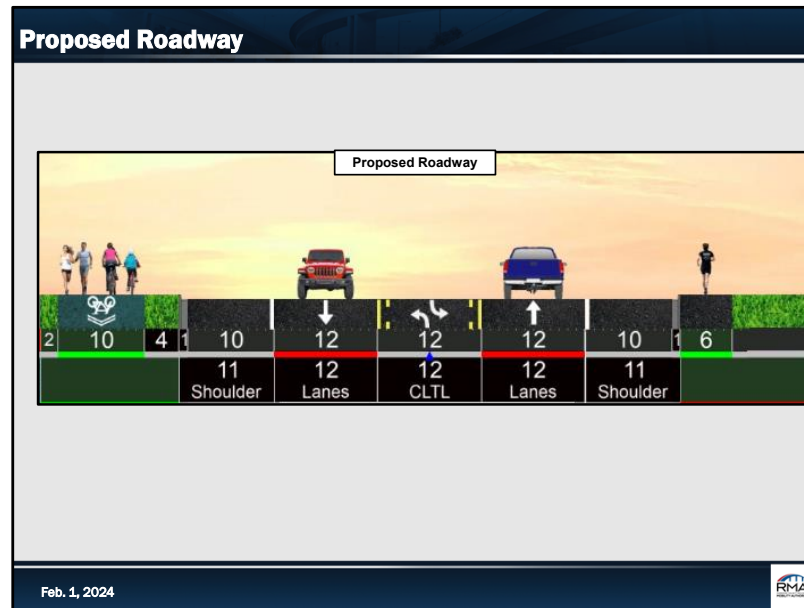 Proposed Roadway
Proposed Roadway
2 10 4 1 10 12 12 12 10 1 6
11 12 12 12 11
Shoulder Lanes CLTL Lanes Shoulder
Feb. 1, 2024
RMA